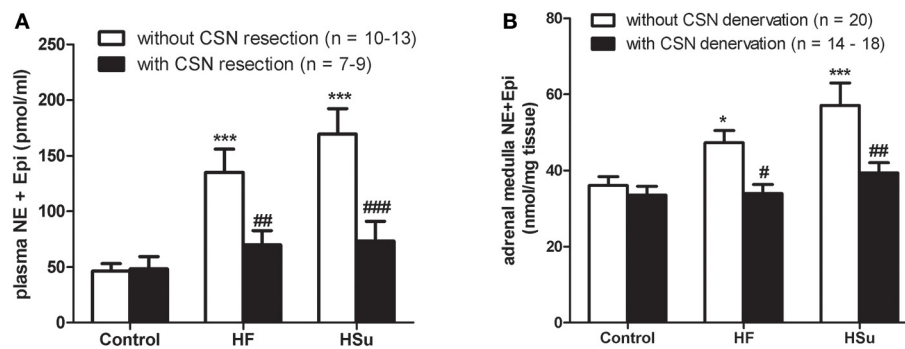 A
without CSN resection (n = 10-13)
with CSN resection (n = 7-9)
plasma NE + Epi (pmol/ml)
250
200
150
100
50
0
***
##
***
###
Control
HF
HSu
B
without CSN denervation (n = 20)
with CSN denervation (n = 14 - 18)
adrenal medulla NE+Epi
(nmol/mg tissue)
80
60
40
20
0
*
#
***
##
Control
HF
HSu